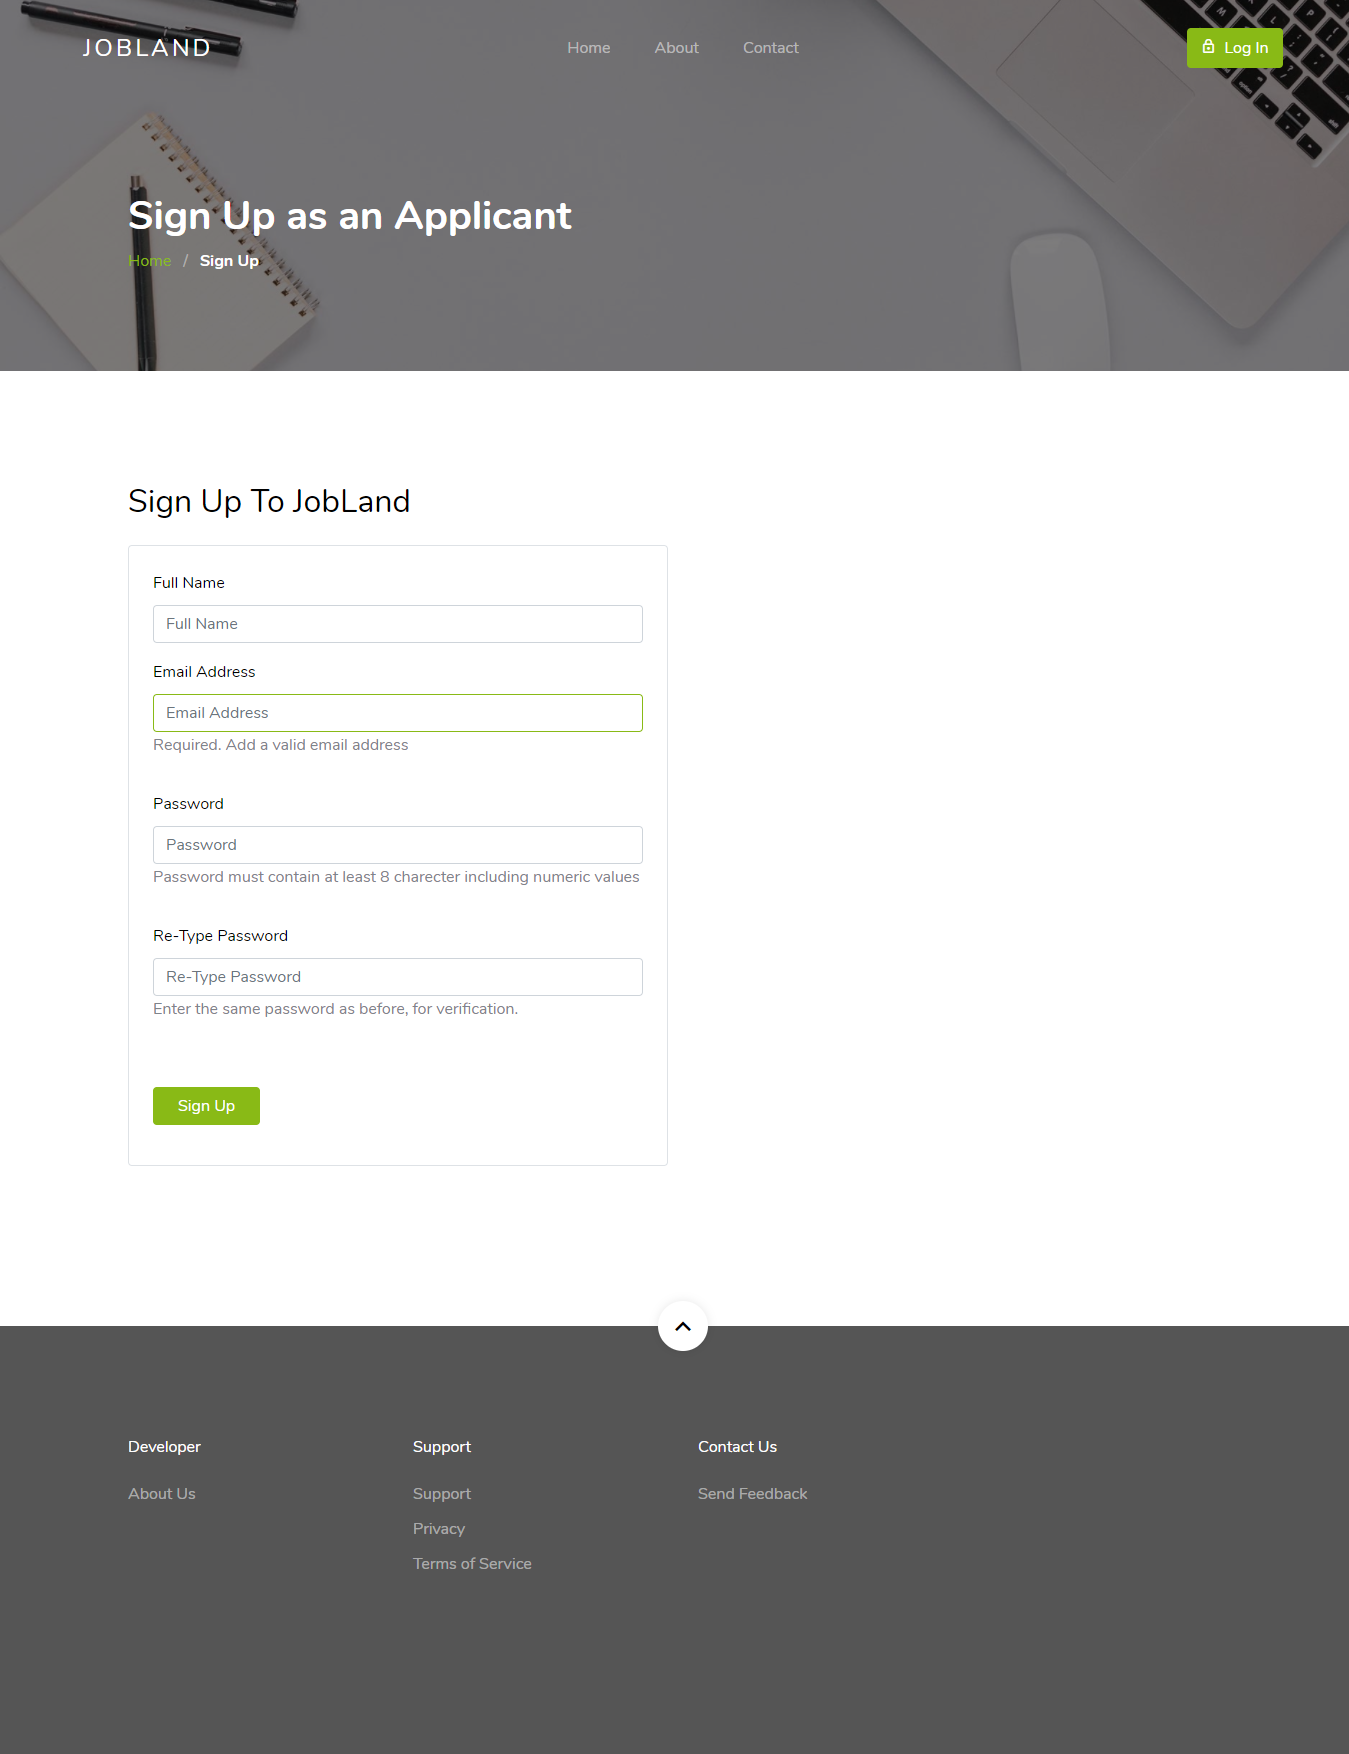 JOBLAND
Home About Contact
Log In
Sign Up as an Applicant
Home / Sign Up
Sign Up To JobLand
Full Name
Full Name
Email Address
Email Address
Required. Add a valid email address
Password
Password
Password must contain at least 8 charecter including numeric values
Re-Type Password
Re-Type Password
Enter the same password as before, for verification.
Sign Up
Developer
About Us
Support
Support
Privacy
Terms of Service
Contact Us
Send Feedback